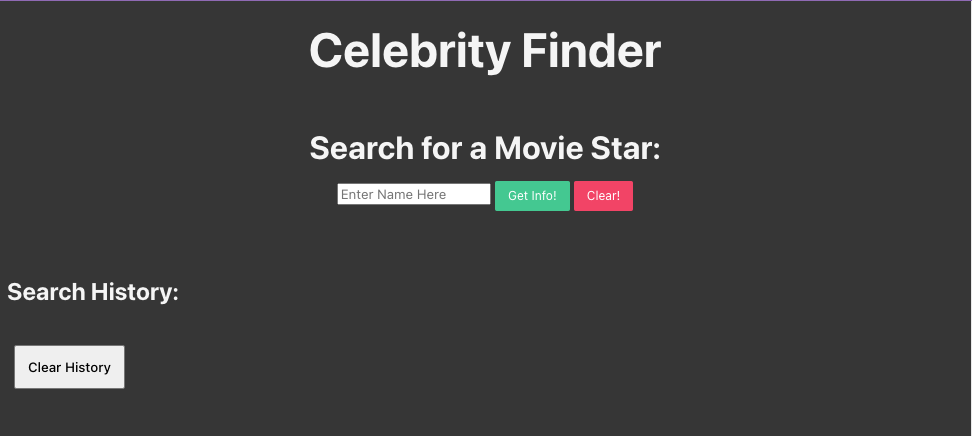 Celebrity Finder
Search for a Movie Star:
Enter Name Here Get Info! Clear!
Search History:
Clear History